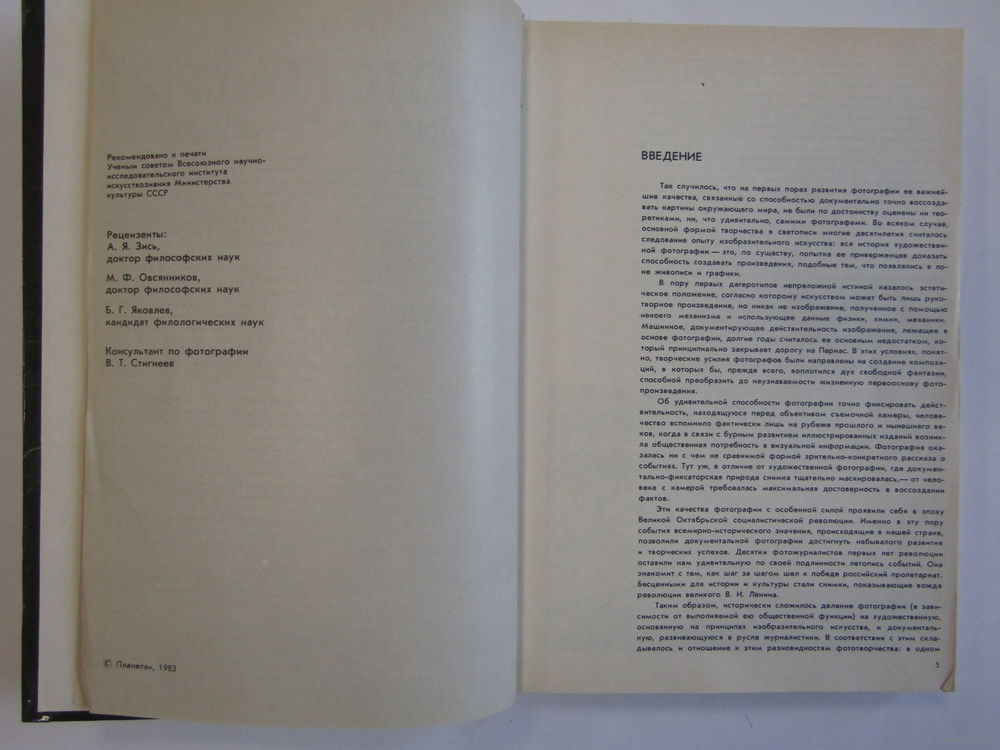 Рекомендовано к печати
Ученым советом Всесоюзного научно-
исследовательского института
искусствознания Министерства
культуры СССР
Рецензенты:
А. Я. Зись,
доктор философских наук
М. Ф. Овсянников,
доктор философских наук
Б. Г. Яковлев,
кандидат филологических наук
Консультант по фотографии
В. Т. Стигнеев
© Планета», 1983
ВВЕДЕНИЕ
Так случилось, что на первых порах развития фотографии ее важней-
шие качества, связанные со способностью документально точно воссозда-
вать картины окружающего мира, не были по достоинству оценены ни тео-
ретиками, ни, что удивительно, самими фотографами. Во всяком случае,
основной формой творчества в светописи многие десятилетия считалось
следование опыту изобразительного искусства: вся история художествен-
ной фотографии — это, по существу, попытка ее приверженцев доказать
способность создавать произведения, подобные тем, что появлялись в ло-
не живописи и графики.
В пору первых дагеротипов непреложной истиной казалось эстети-
ческое положение, согласно которому искусством может быть лишь руко-
творное произведение, но никак не изображение, полученное с помощью
некоего механизма и использующее данные физики, химии, механики.
Машинное, документирующее действительность изображение, лежащее в
основе фотографии, долгие годы считалось ее основным недостатком, ко-
торый принципиально закрывает дорогу на Парнас. В этих условиях, понят-
но, творческие усилия фотографов были направлены на создание компози-
ций, в которых бы, прежде всего, воплотился дух свободной фантазии,
способной преобразить до неузнаваемости жизненную первооснову фото-
произведения.
Об удивительной способности фотографии точно фиксировать дейст-
вительность, находящуюся перед объективом съемочной камеры, челове-
чество вспомнило фактически лишь на рубеже прошлого и нынешнего ве-
ков, когда в связи с бурным развитием иллюстрированных изданий возник-
ла общественная потребность в визуальной информации. Фотография ока-
залась ни с чем не сравнимой формой зрительно-конкретного рассказа о
событиях. Тут уж, в отличие от художественной фотографии, где докумен-
тально-фиксаторская природа снимка тщательно маскировалась,— от чело-
века с камерой требовалась максимальная достоверность в воссоздании
фактов.
Эти качества фотографии с особенной силой проявили себя в эпоху
Великой Октябрьской социалистической революции. Именно в эту пору
события всемирно-исторического значения, происходящие в нашей стране,
позволили документальной фотографии достигнуть небывалого развития
и творческих успехов. Десятки фотожурналистов первых лет революции
оставили нам удивительную по своей подлинности летопись событий. Она
знакомит с тем, как шаг за шагом шел к победе российский пролетариат.
Бесценными для истории и культуры стали снимки, показывающие вождя
революции великого В. И. Ленина.
Таким образом, исторически сложилось деление фотографии (в зави-
симости от выполняемой ею общественной функции) на художественную,
основанную на принципах изобразительного искусства, и документаль-
ную, развивающуюся в русле журналистики. В соответствии с этим скла-
дывалось и отношение к этим разновидностям фототворчества: в одном
5